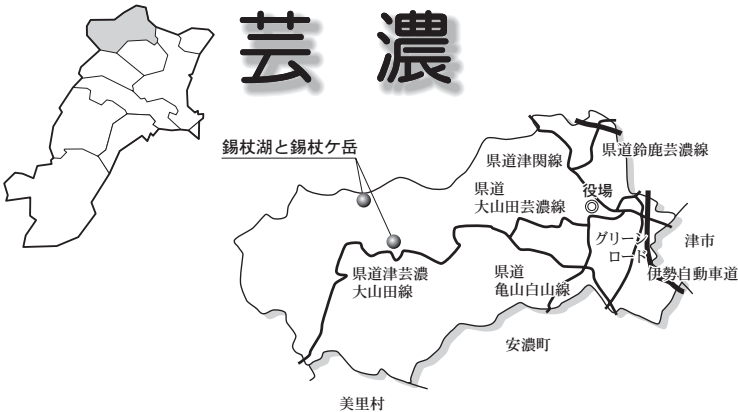 芸濃
錫杖湖と錫杖ケ岳
県道鈴鹿芸濃線
県道津関線
県道
大山田芸濃線
役場
グリーン
ロード
津市
伊勢自動車道
県道津芸濃
大山田線
県道
亀山白山線
安濃町
美里村